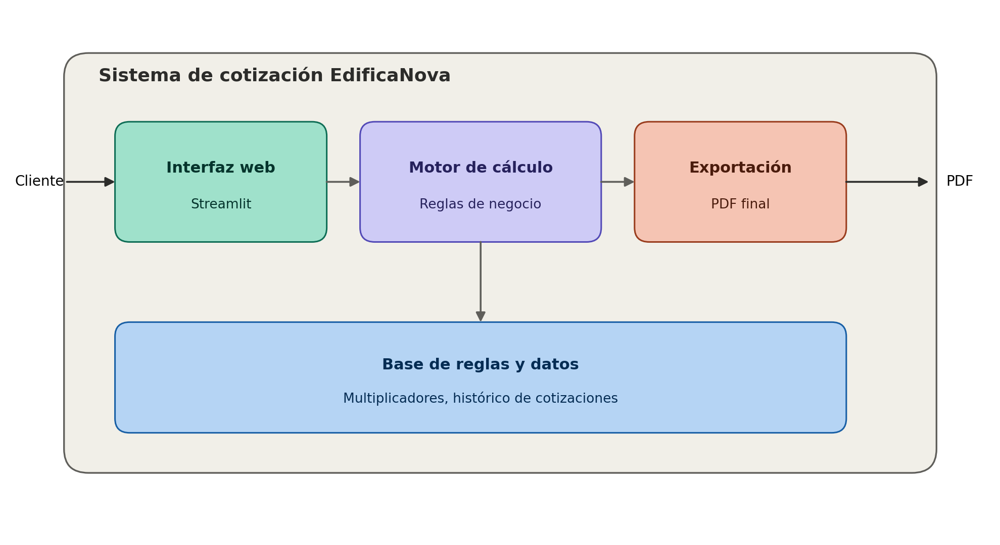 Sistema de cotización EdificaNova
Cliente
Interfaz web
Streamlit
Motor de cálculo
Reglas de negocio
Exportación
PDF final
PDF
Base de reglas y datos
Multiplicadores, histórico de cotizaciones